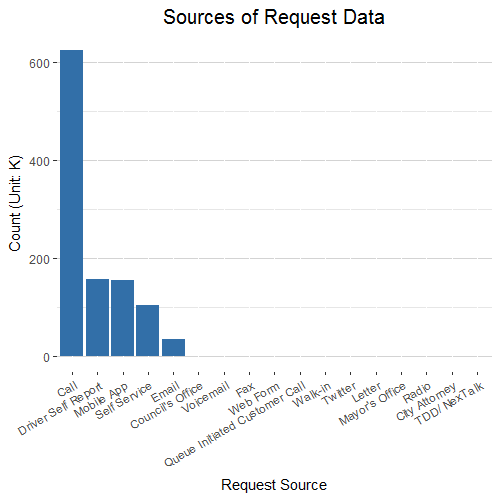 Sources of Request Data
Count (Unit: K)
600
400
200
0
Call
Driver Self Report
Mobile App
Self Service
Email
Council's Office
Voicemail
Fax
Web Form
Queue Initiated Customer Call
Walk-in
Twitter
Letter
Mayor's Office
Radio
City Attorney
TDD/ NexTalk
Request Source